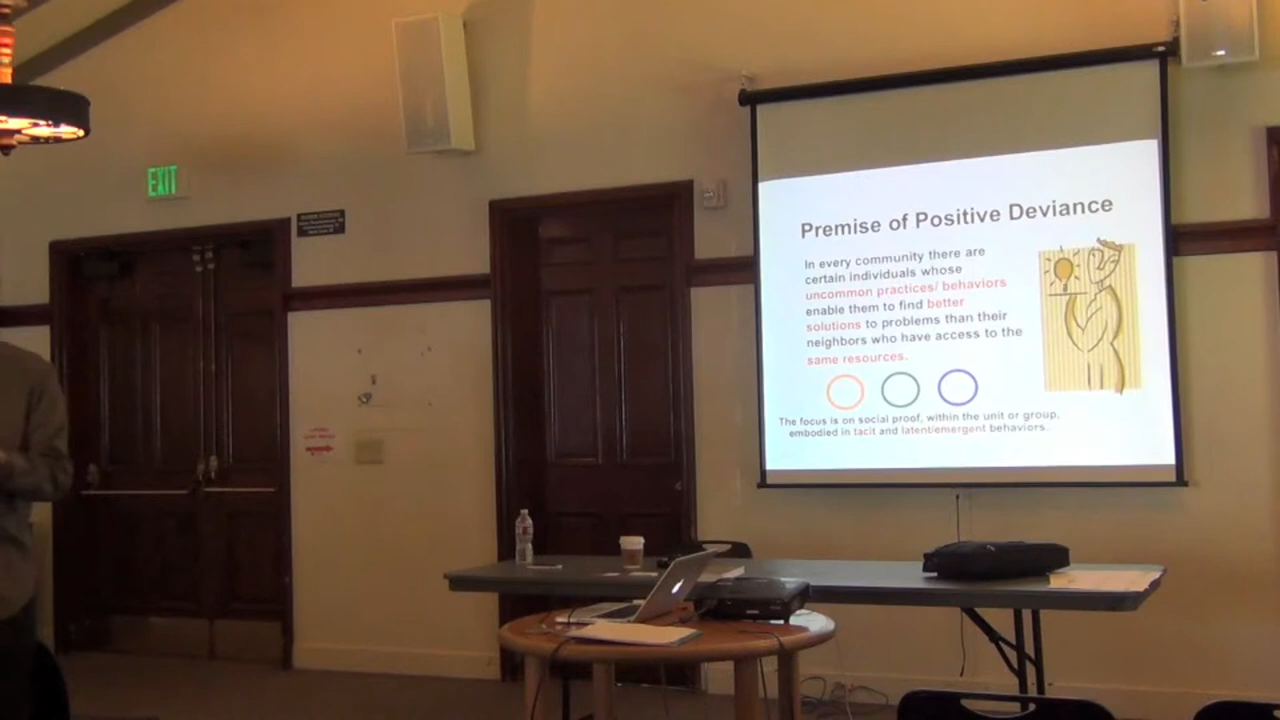 EXIT
Premise of Positive Deviance
In every community there are
certain individuals whose
uncommon practices/ behaviors
enable them to find better
solutions to problems than their
neighbors who have access to the
same resources.
The focus is on social proof, within the unit or group,
embodied in tacit and latent/emergent behaviors.